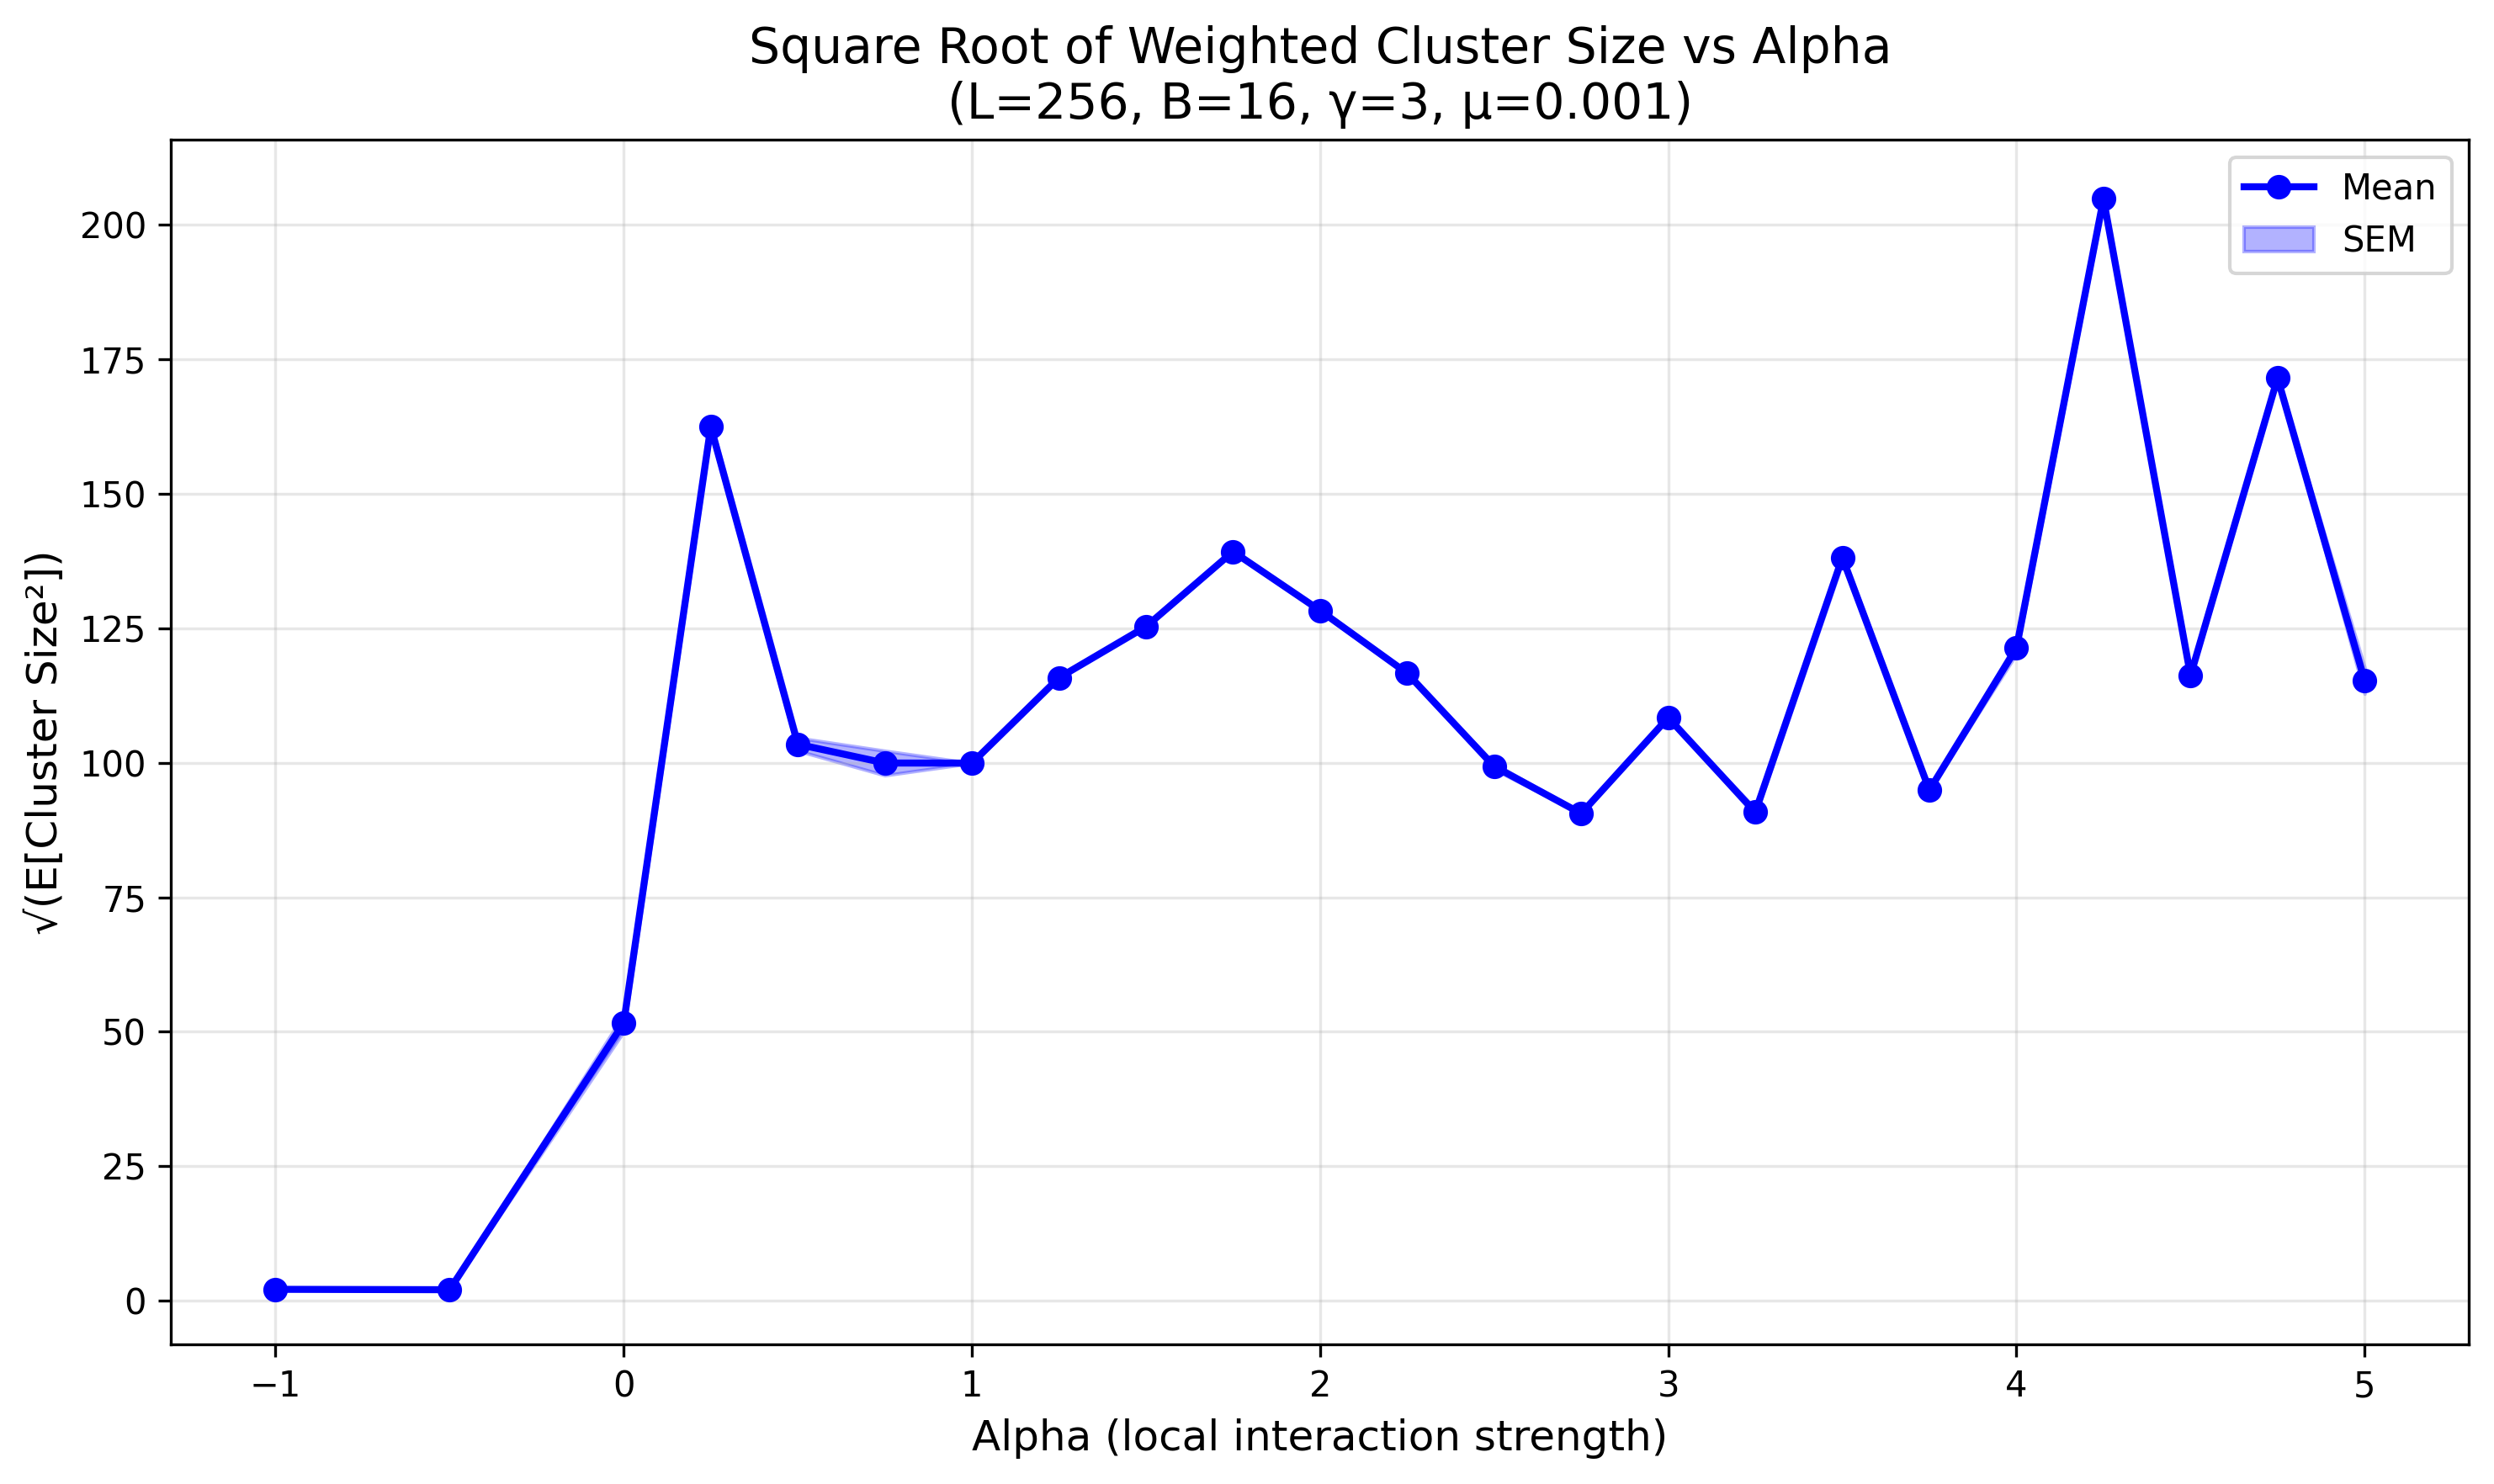 Square Root of Weighted Cluster Size vs Alpha
(L=256, B=16, γ=3, μ=0.001)
Mean
SEM
√(E[Cluster Size²])
200
175
150
125
100
75
50
25
0
−1
0
1
2
3
4
5
Alpha (local interaction strength)